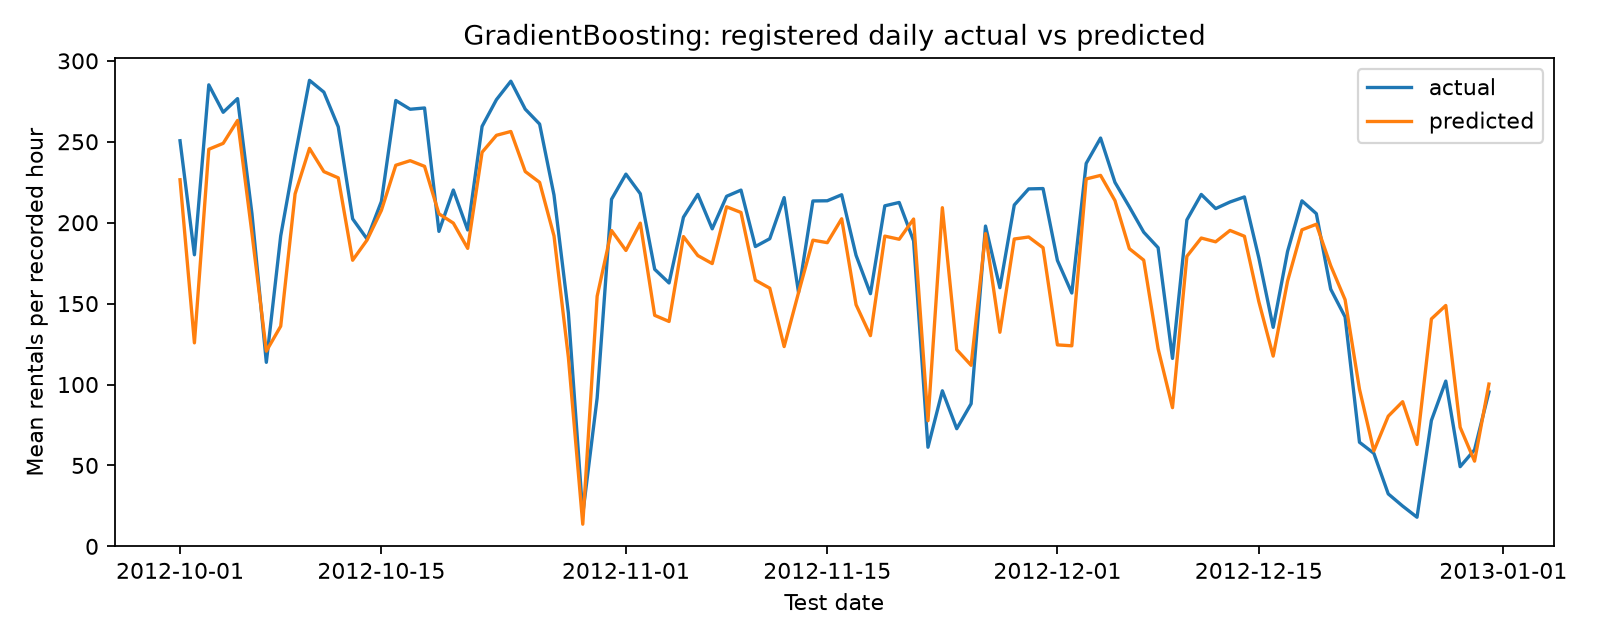 GradientBoosting: registered daily actual vs predicted
actual
predicted
Mean rentals per recorded hour
300
250
200
150
100
50
0
2012-10-01
2012-10-15
2012-11-01
2012-11-15
2012-12-01
2012-12-15
2013-01-01
Test date